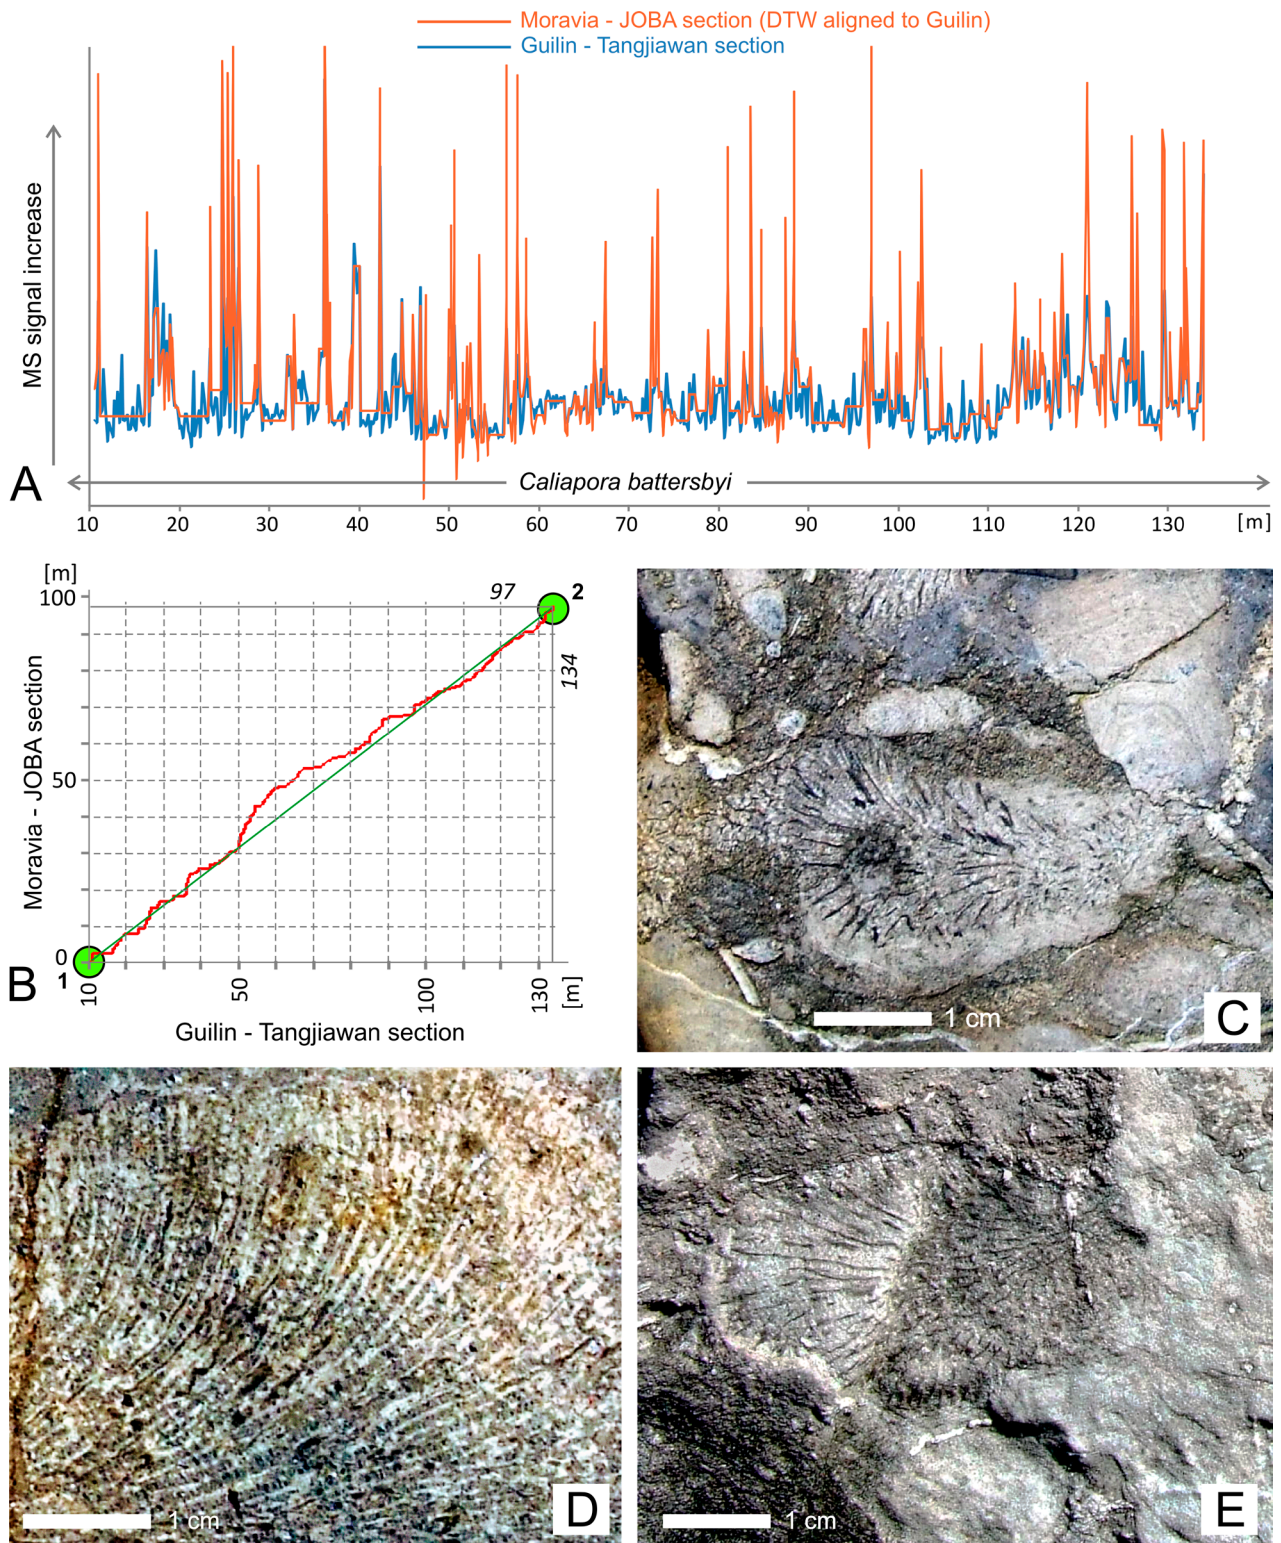 Moravia - JOBA section (DTW aligned to Guilin)
Guilin - Tangjiawan section
MS signal increase
A
Caliapora battersbyi
10 20 30 40 50 60 70 80 90 100 110 120 130 [m]
[m]
100
97
2
134
Moravia - JOBA section
50
0
1
B
10 50 100 130 [m]
Guilin - Tangjiawan section
1 cm
C
1 cm
D
1 cm
E